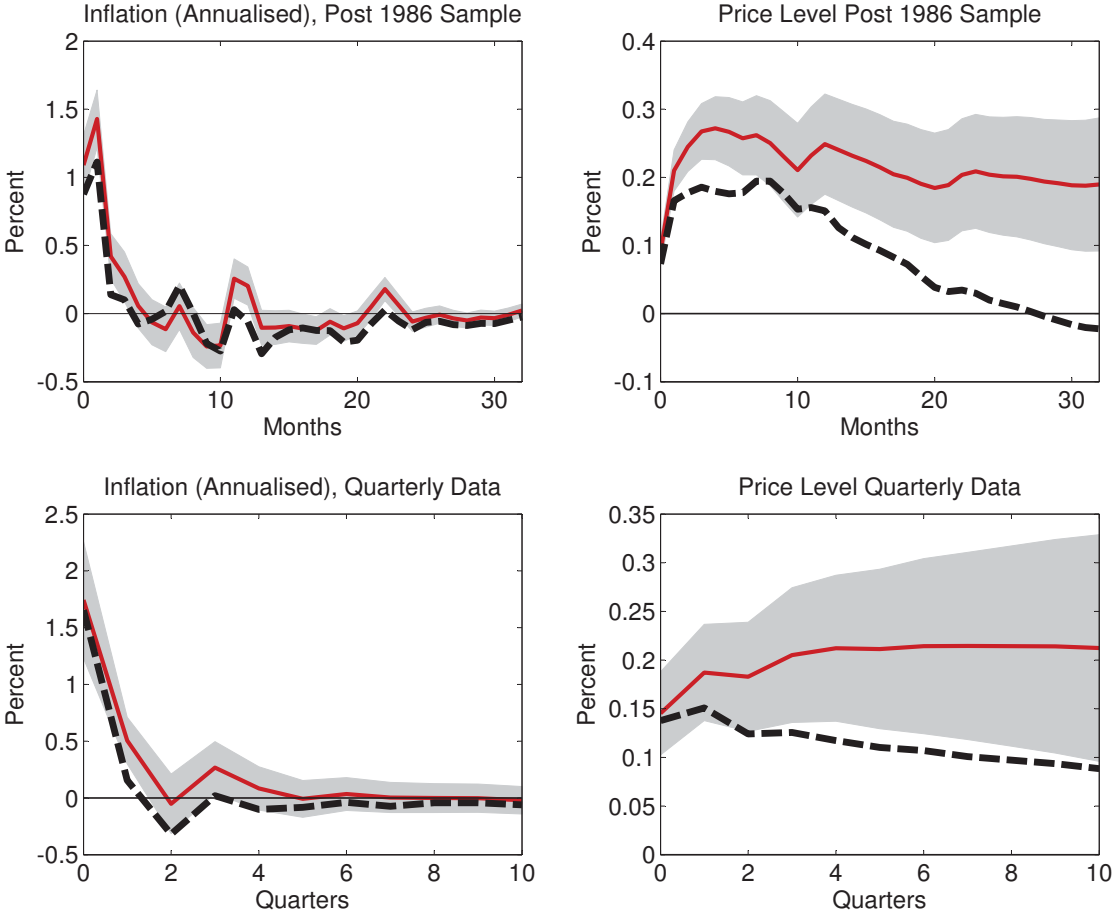 Inflation (Annualised), Post 1986 Sample
2
1.5
1
0.5
0
-0.5
Percent
0 10 20 30
Months
Price Level Post 1986 Sample
0.4
0.3
0.2
0.1
0
-0.1
Percent
0 10 20 30
Months
Inflation (Annualised), Quarterly Data
2.5
2
1.5
1
0.5
0
-0.5
Percent
0 2 4 6 8 10
Quarters
Price Level Quarterly Data
0.35
0.3
0.25
0.2
0.15
0.1
0.05
0
Percent
0 2 4 6 8 10
Quarters